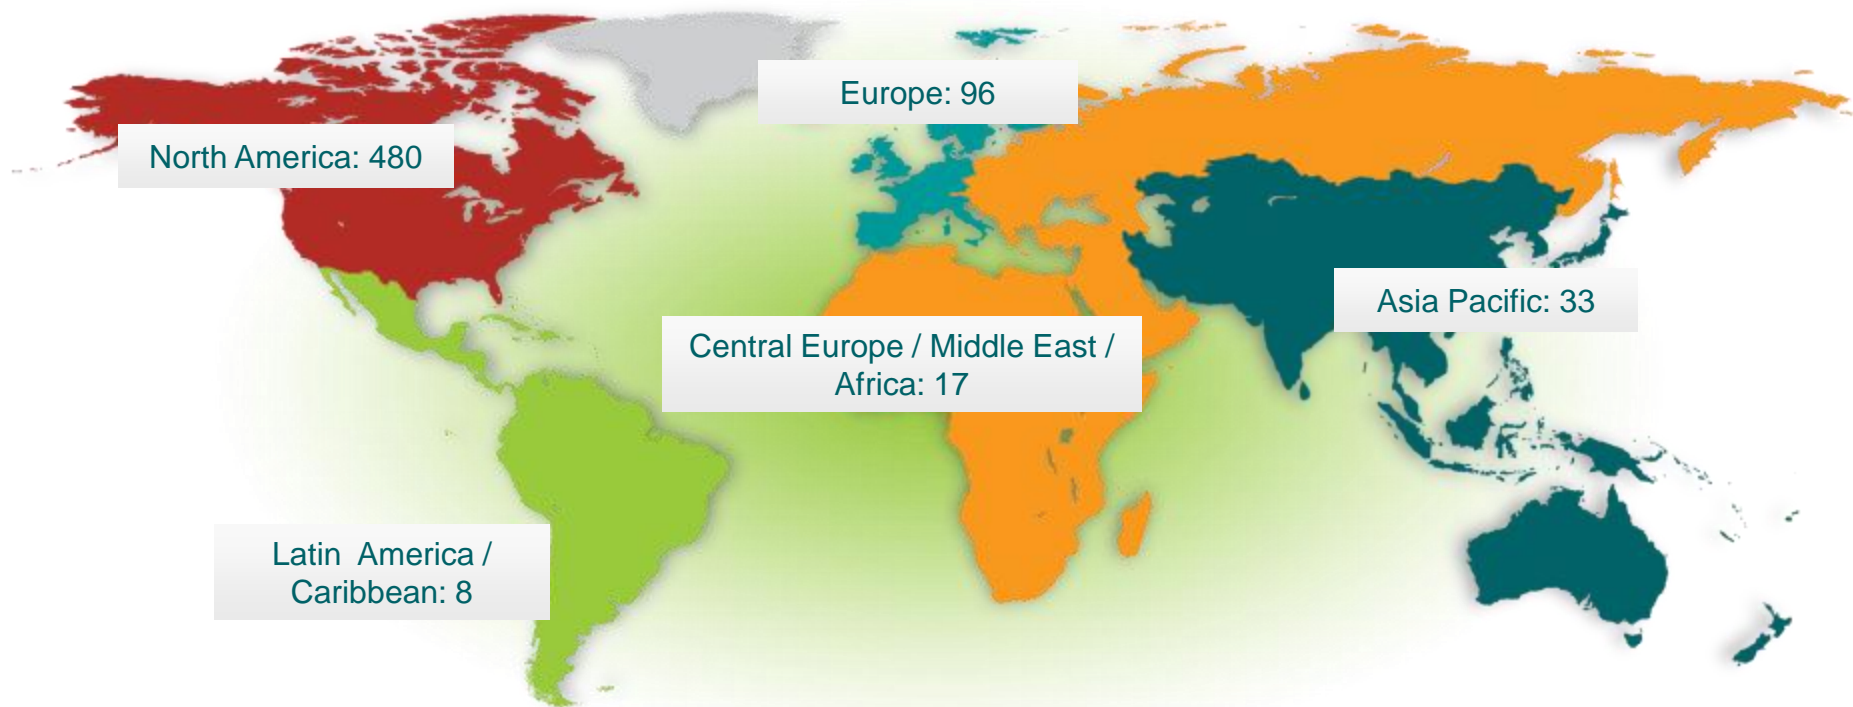 Europe: 96
North America: 480
Asia Pacific: 33
Central Europe / Middle East /
Africa: 17
Latin America /
Caribbean: 8